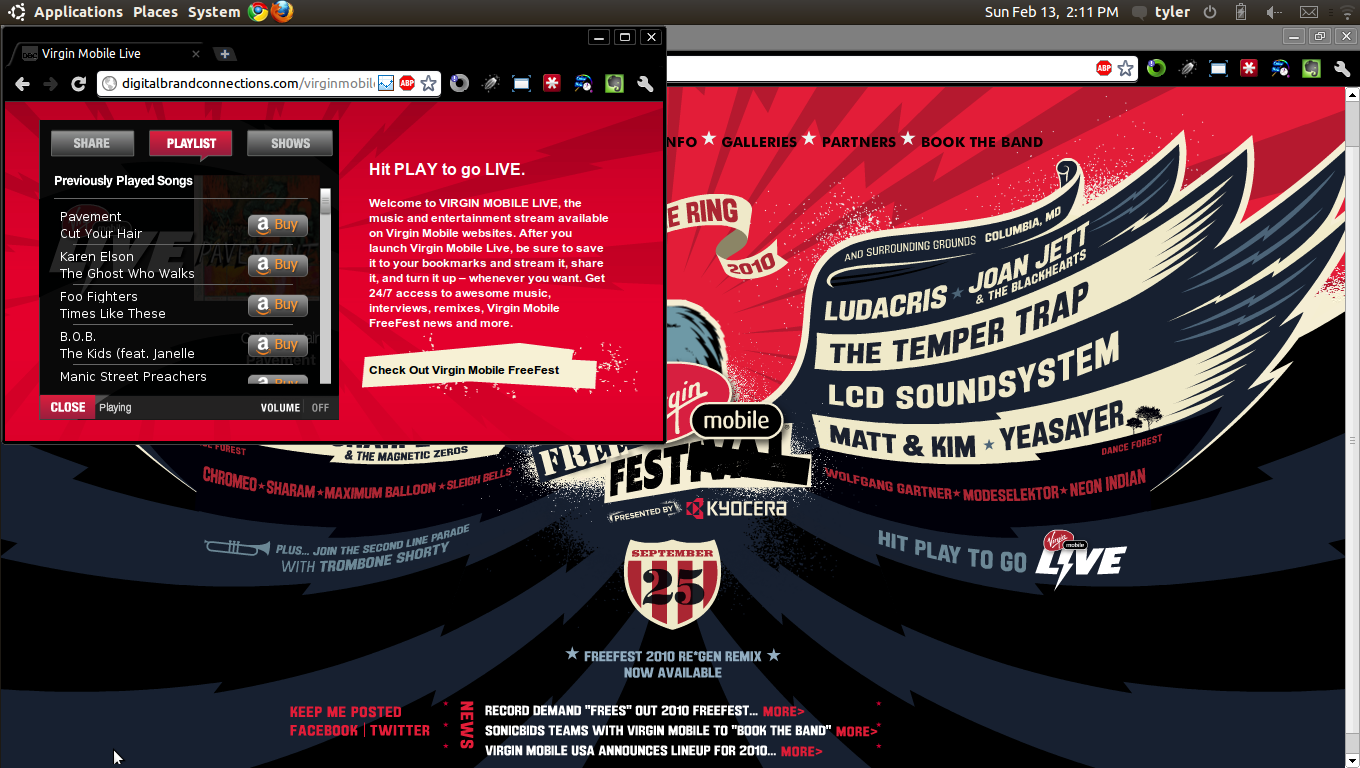 Applications Places System
Sun Feb 13, 2:11 PM tyler
Virgin Mobile Live
digitalbrandconnections.com/virginmobil
ABP
ABP
SHARE PLAYLIST SHOWS
Previously Played Songs
Pavement
Cut Your Hair
a Buy
Karen Elson
The Ghost Who Walks
a Buy
Foo Fighters
Times Like These
a Buy
B.O.B.
The Kids (feat. Janelle
a Buy
Manic Street Preachers
CLOSE Playing VOLUME OFF
Hit PLAY to go LIVE.
Welcome to VIRGIN MOBILE LIVE, the
music and entertainment stream available
on Virgin Mobile websites. After you
launch Virgin Mobile Live, be sure to save
it to your bookmarks and stream it, share
it, and turn it up – whenever you want. Get
24/7 access to awesome music,
interviews, remixes, Virgin Mobile
FreeFest news and more.
Check Out Virgin Mobile FreeFest
NFO ★ GALLERIES ★ PARTNERS ★ BOOK THE BAND
E RING
2010
AND SURROUNDING GROUNDS COLUMBIA, MD
LUDACRIS ★ JOAN JETT
& THE BLACKHEARTS
THE TEMPER TRAP
LCD SOUNDSYSTEM
MATT & KIM ★ YEASAYER
DANCE FOREST
WOLFGANG GARTNER ★ MODESELEKTOR ★ NEON INDIAN
& THE MAGNETIC ZEROS
FOREST
CHROMEO ★ SHARAM ★ MAXIMUM BALLOON ★ SLEIGH BELLS
gin
mobile
FREE
FESTIVAL
PRESENTED BY KYOCERA
PLUS... JOIN THE SECOND LINE PARADE
WITH TROMBONE SHORTY
HIT PLAY TO GO Virgin mobile LIVE
SEPTEMBER
25
★ FREEFEST 2010 RE*GEN REMIX ★
NOW AVAILABLE
KEEP ME POSTED
FACEBOOK | TWITTER
NEWS
RECORD DEMAND "FREES" OUT 2010 FREEFEST... MORE>
SONICBIDS TEAMS WITH VIRGIN MOBILE TO "BOOK THE BAND" MORE>
VIRGIN MOBILE USA ANNOUNCES LINEUP FOR 2010... MORE>